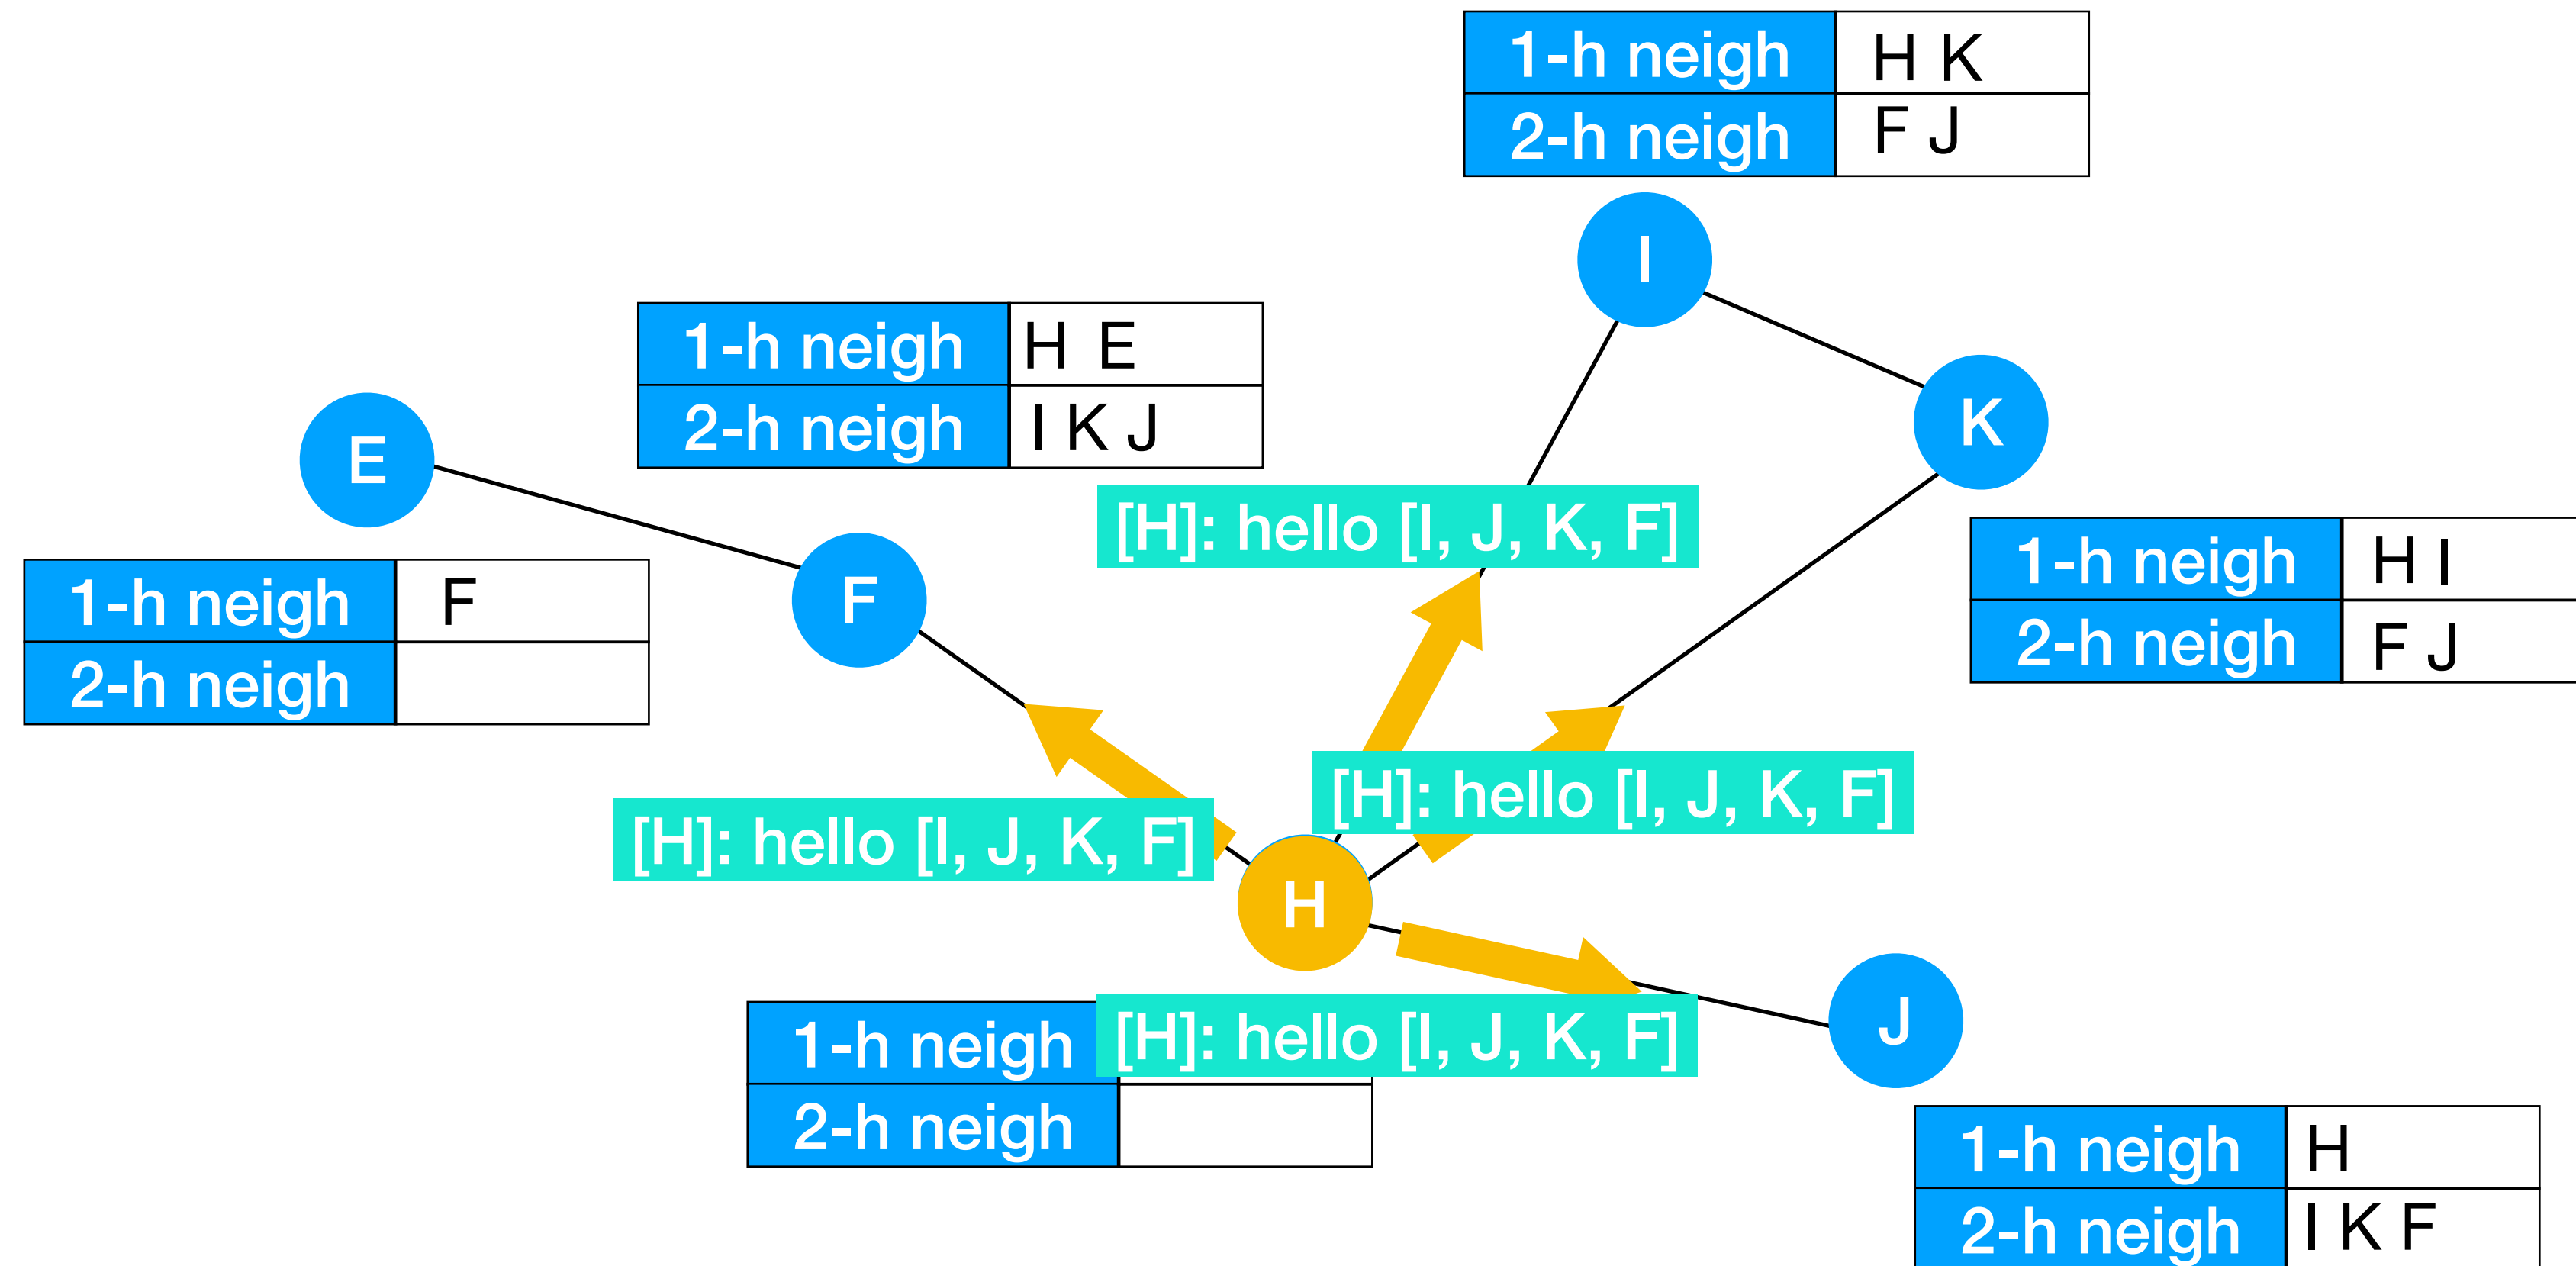 1-h neigh H K
2-h neigh F J
I
1-h neigh H E
2-h neigh I K J
K
E
[H]: hello [I, J, K, F]
1-h neigh H I
2-h neigh F J
F
1-h neigh F
2-h neigh
[H]: hello [I, J, K, F]
[H]: hello [I, J, K, F]
H
J
1-h neigh
[H]: hello [I, J, K, F]
2-h neigh
1-h neigh H
2-h neigh I K F